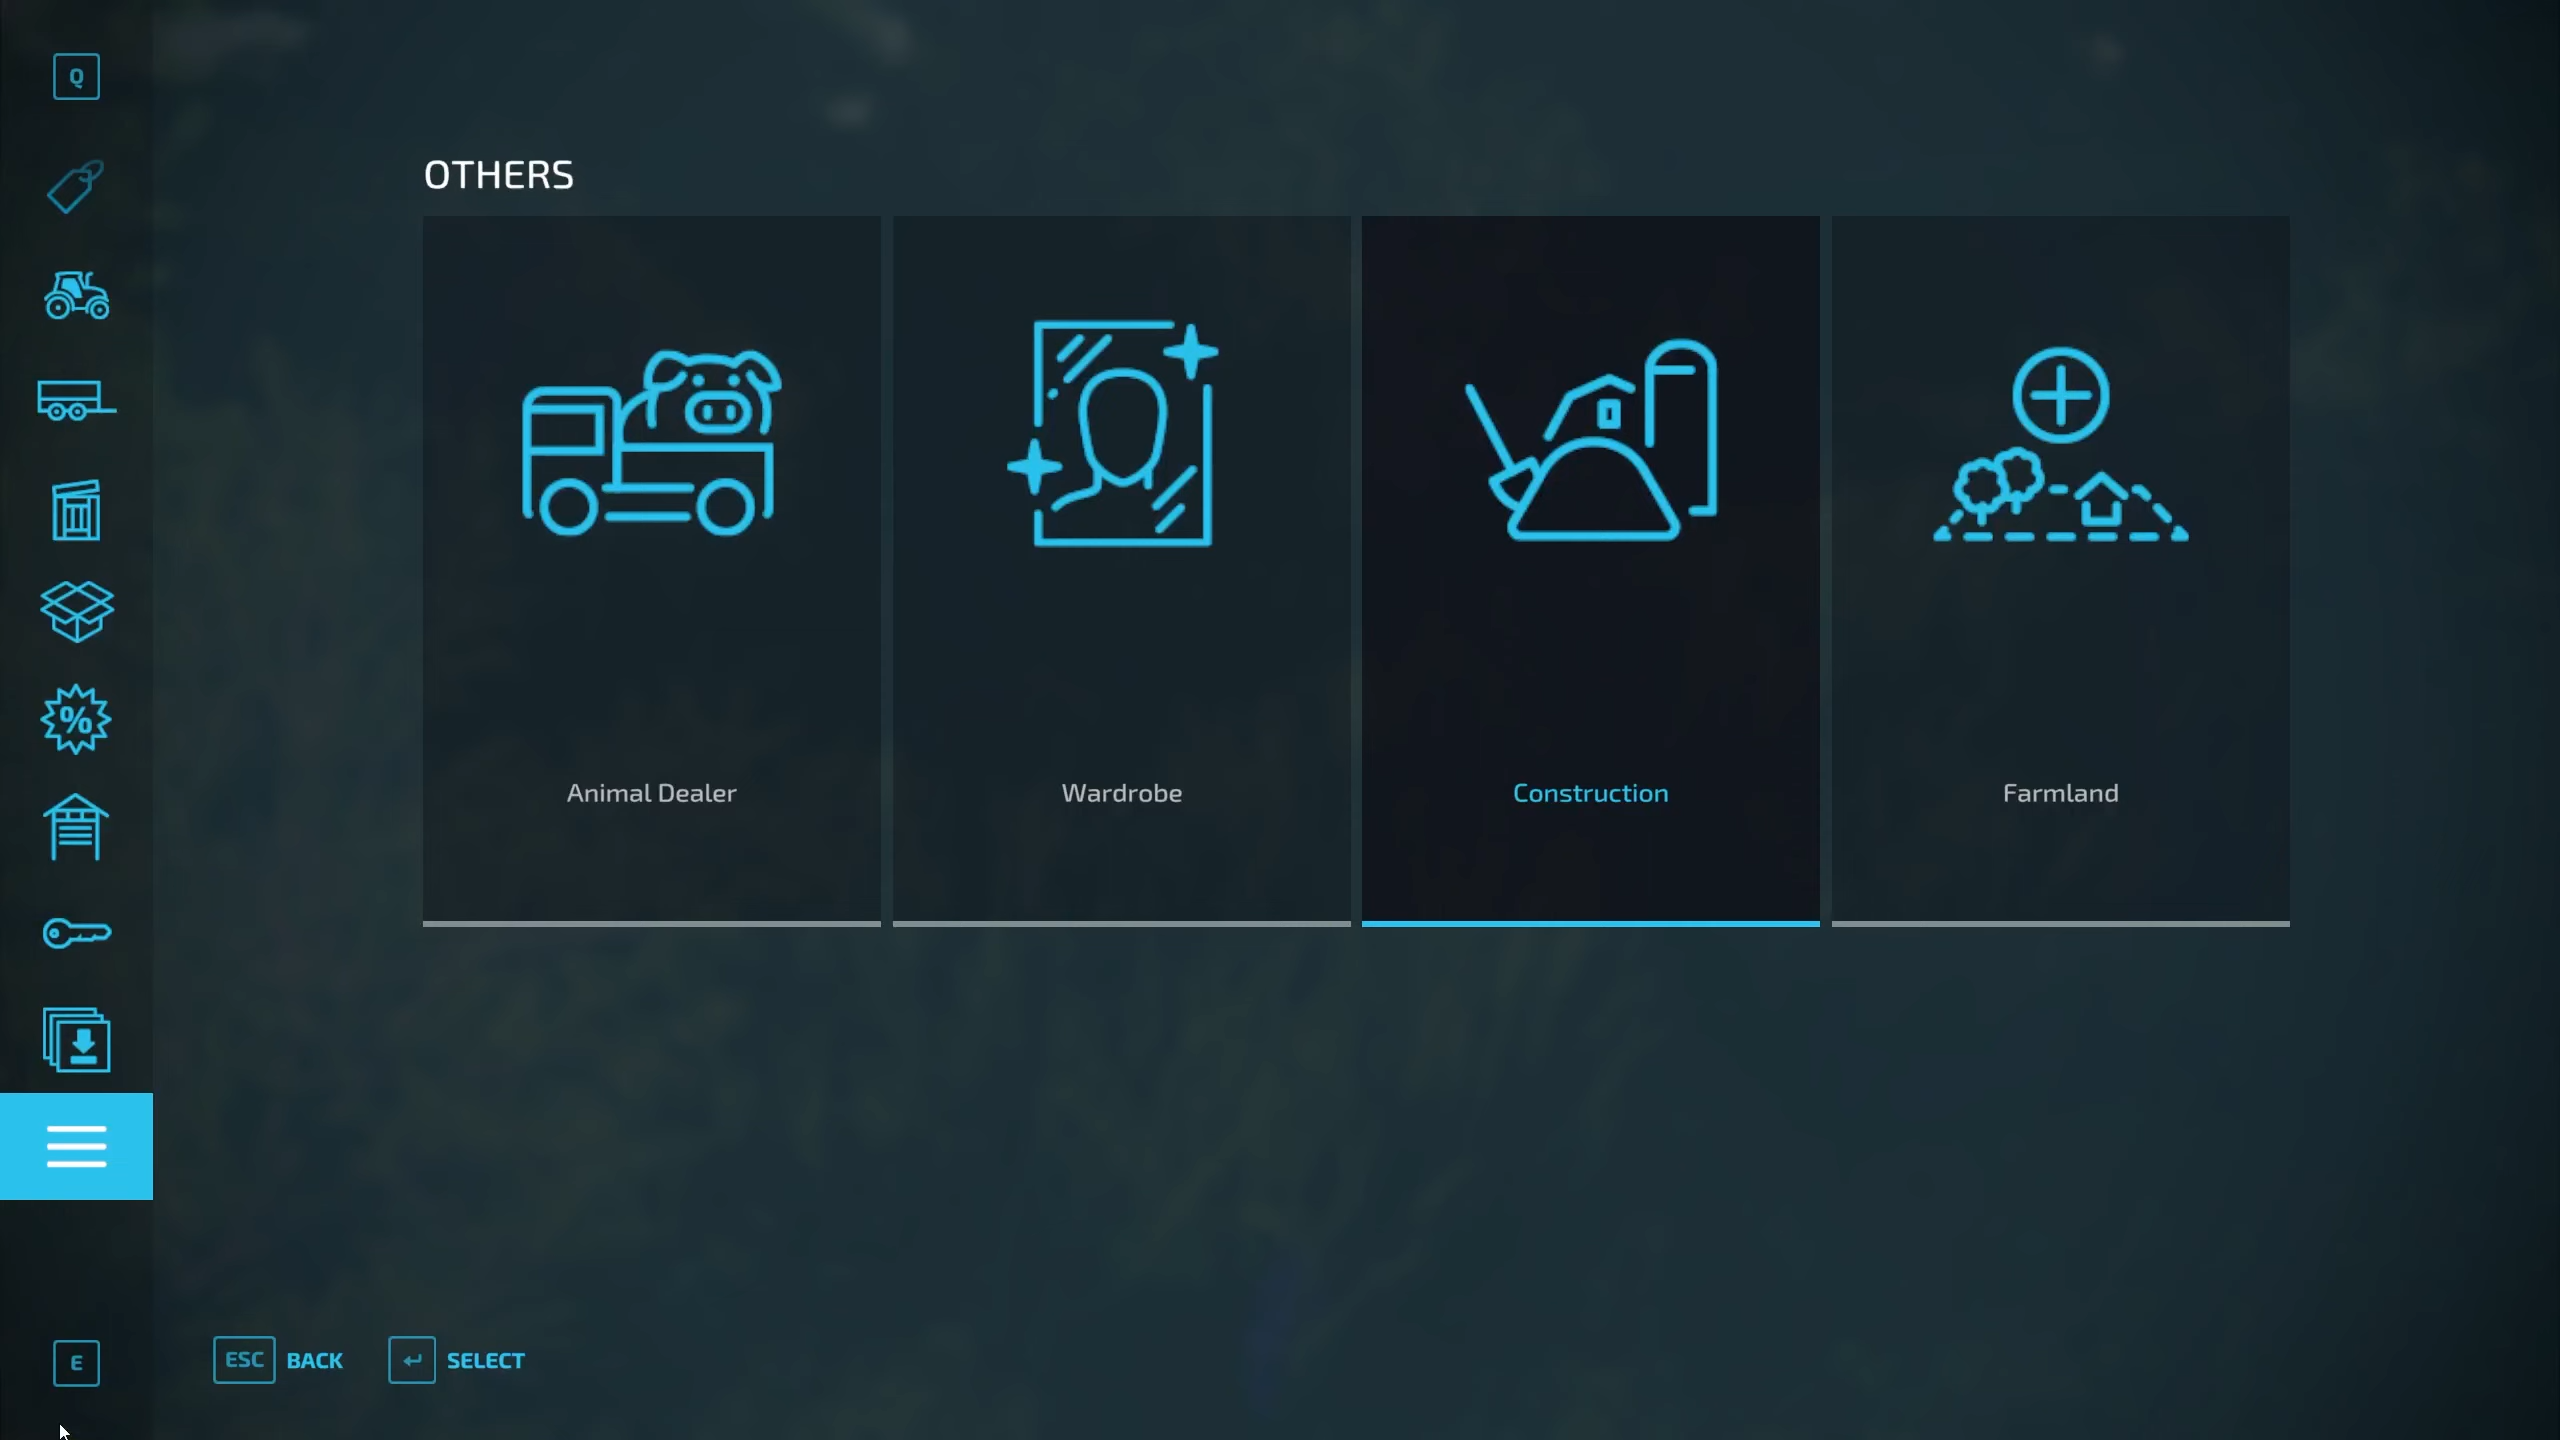 Q
OTHERS
%
Animal Dealer
Wardrobe
Construction
Farmland
E
ESC BACK
SELECT